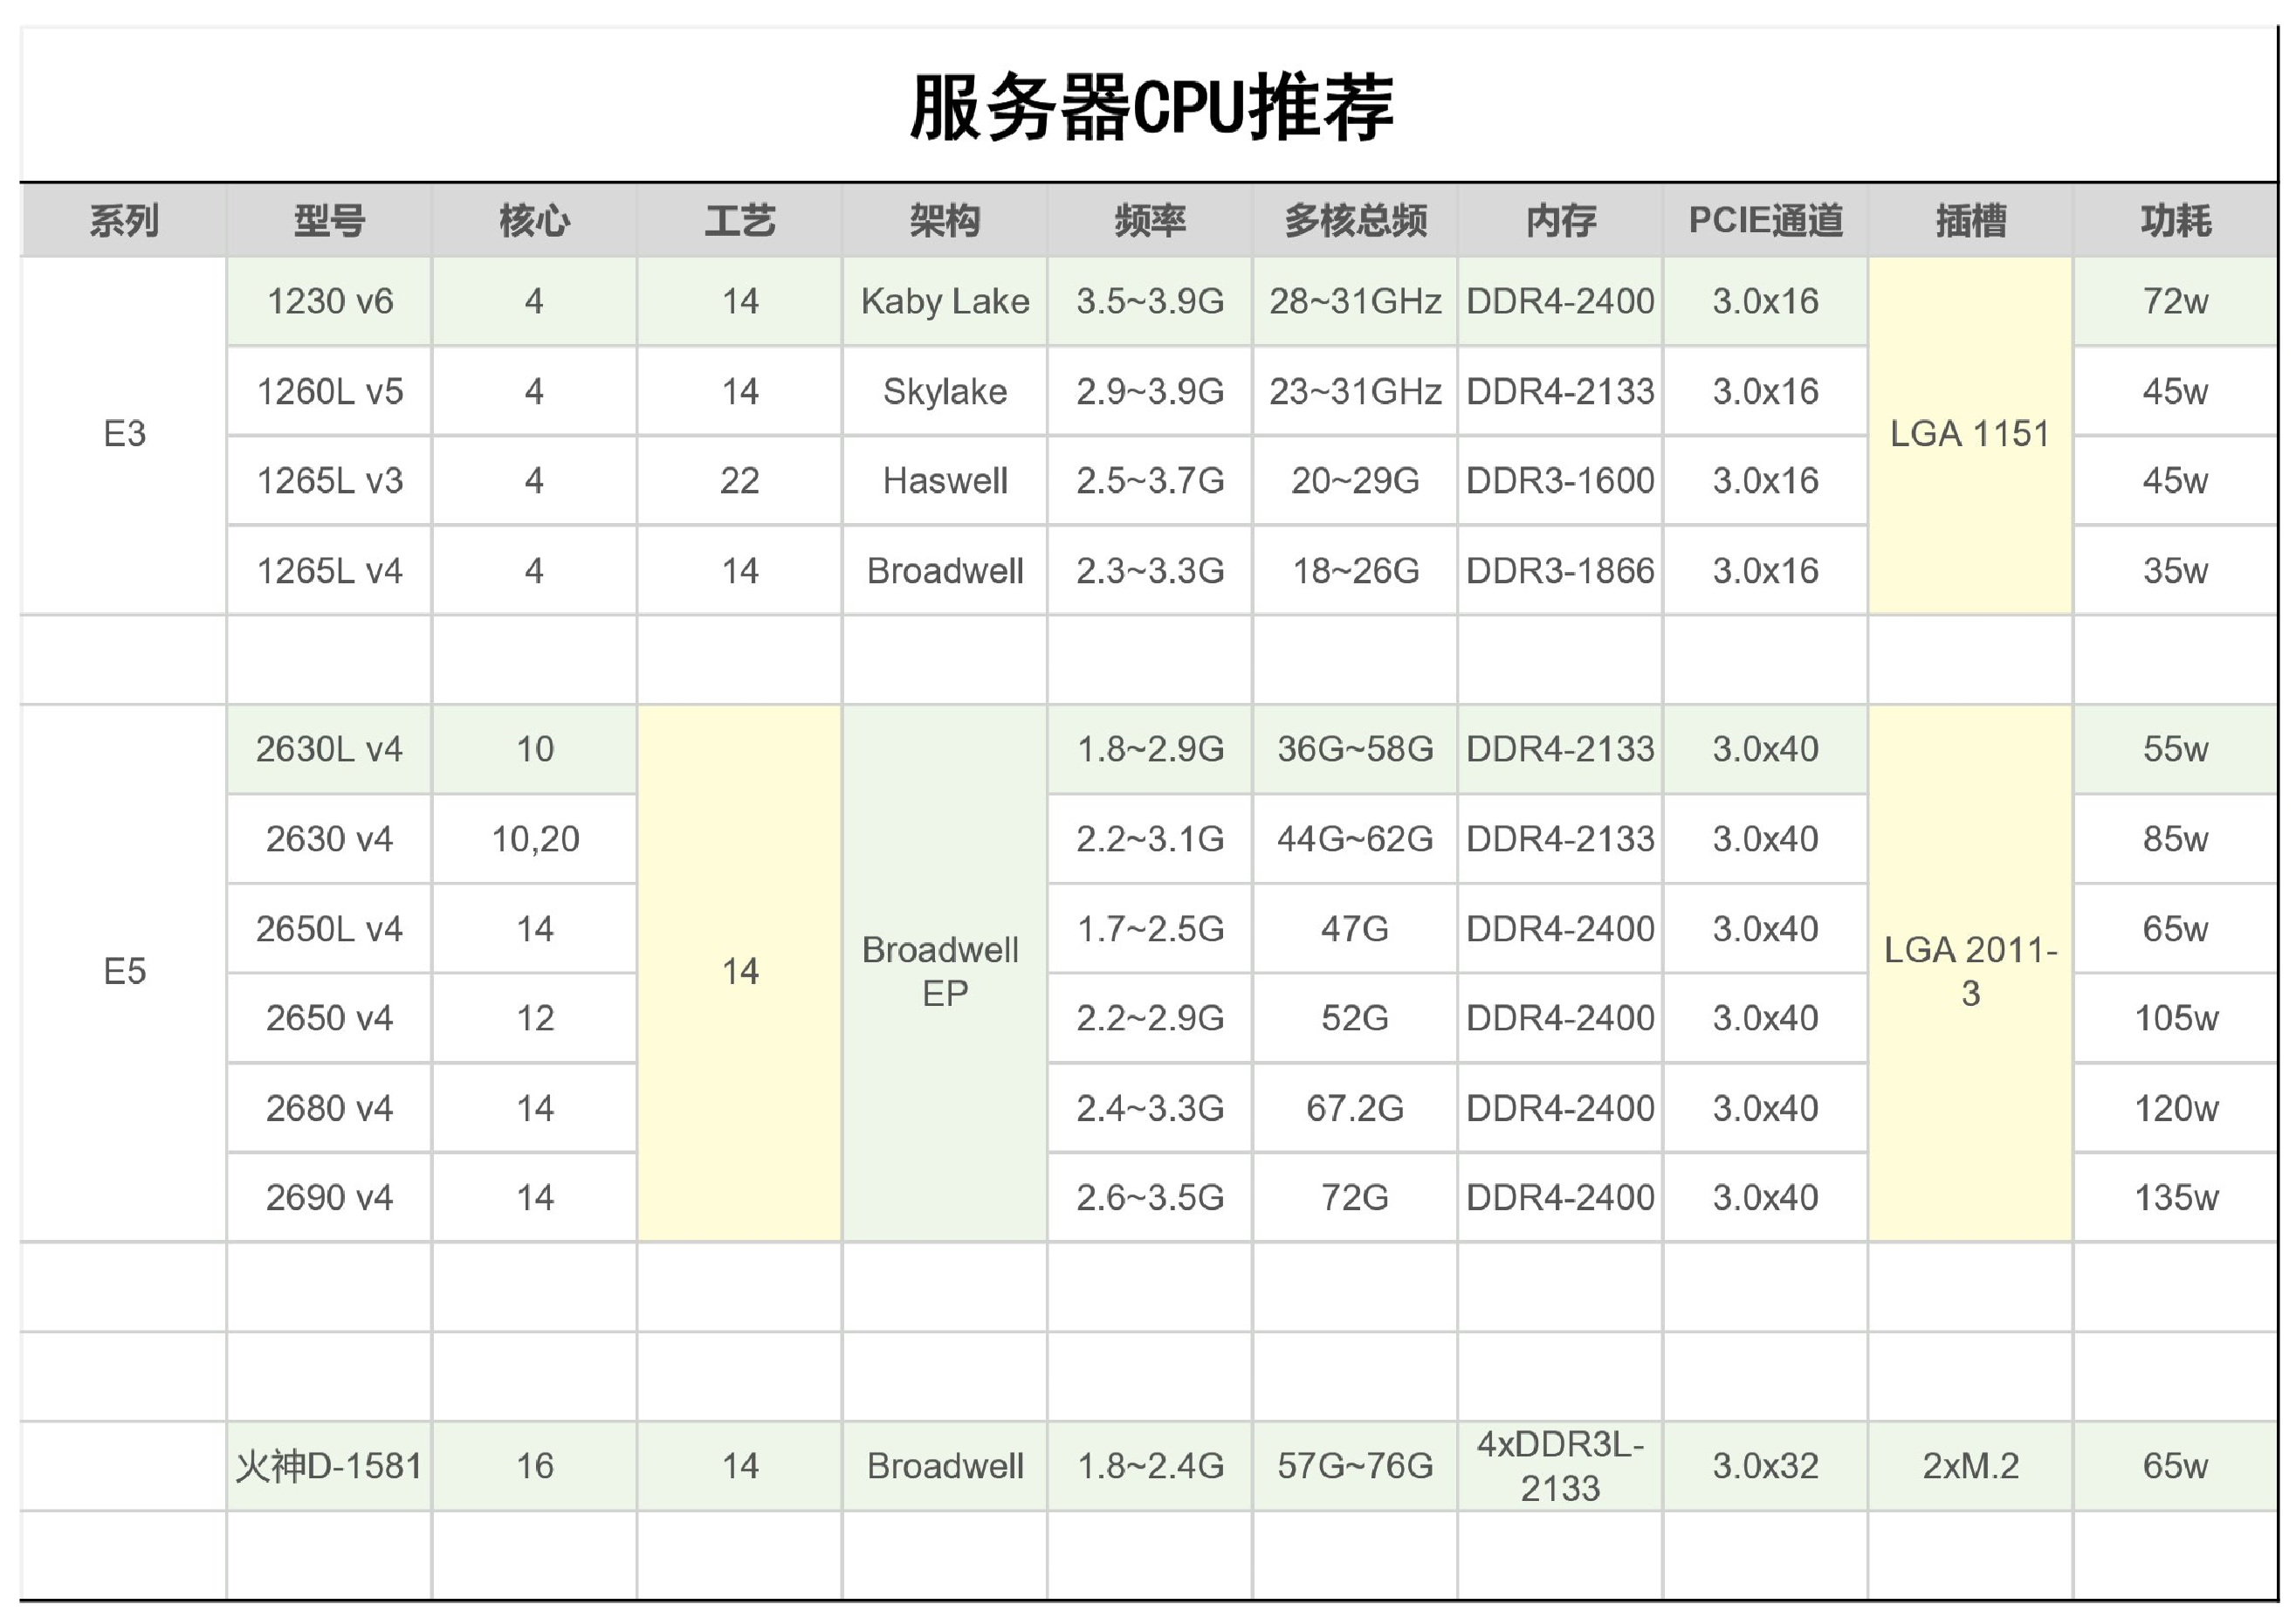 服务器CPU推荐
系列 型号 核心 工艺 架构 频率 多核总频 内存 PCIE通道 插槽 功耗
1230 v6 4 14 Kaby Lake 3.5~3.9G 28~31GHz DDR4-2400 3.0x16 72w
1260L v5 4 14 Skylake 2.9~3.9G 23~31GHz DDR4-2133 3.0x16 45w
E3 LGA 1151
1265L v3 4 22 Haswell 2.5~3.7G 20~29G DDR3-1600 3.0x16 45w
1265L v4 4 14 Broadwell 2.3~3.3G 18~26G DDR3-1866 3.0x16 35w
2630L v4 10 1.8~2.9G 36G~58G DDR4-2133 3.0x40 55w
2630 v4 10,20 2.2~3.1G 44G~62G DDR4-2133 3.0x40 85w
2650L v4 14 1.7~2.5G 47G DDR4-2400 3.0x40 65w
Broadwell LGA 2011-
E5 14
EP 3
2650 v4 12 2.2~2.9G 52G DDR4-2400 3.0x40 105w
2680 v4 14 2.4~3.3G 67.2G DDR4-2400 3.0x40 120w
2690 v4 14 2.6~3.5G 72G DDR4-2400 3.0x40 135w
火神D-1581 16 14 Broadwell 1.8~2.4G 57G~76G 4xDDR3L-
2133 3.0x32 2xM.2 65w